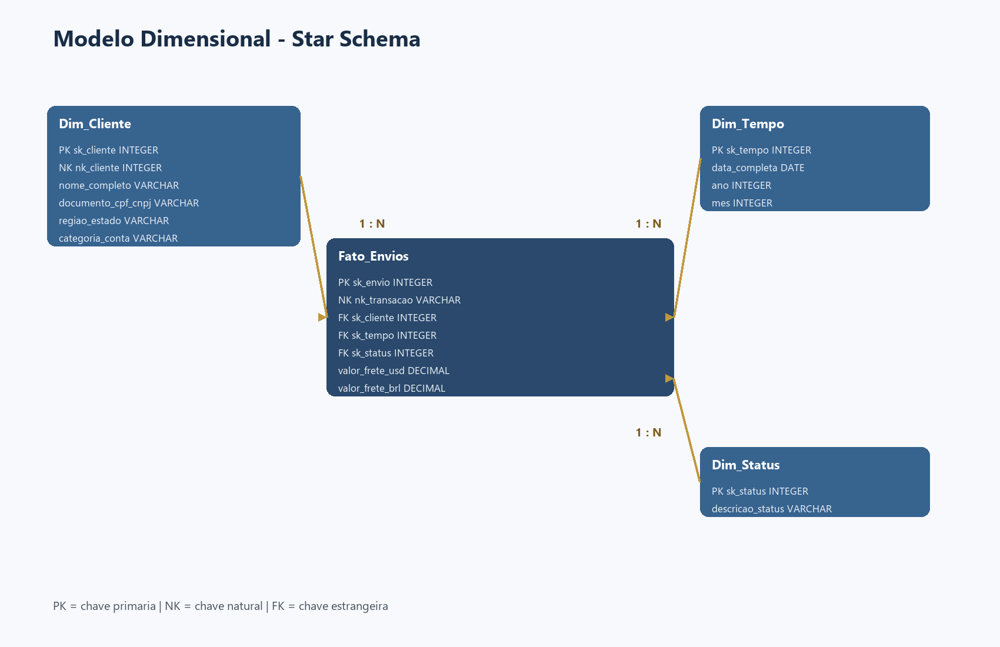 Modelo Dimensional - Star Schema
Dim_Cliente
PK sk_cliente INTEGER
NK nk_cliente INTEGER
nome_completo VARCHAR
documento_cpf_cnpj VARCHAR
regiao_estado VARCHAR
categoria_conta VARCHAR
Dim_Tempo
PK sk_tempo INTEGER
data_completa DATE
ano INTEGER
mes INTEGER
1 : N
1 : N
Fato_Envios
PK sk_envio INTEGER
NK nk_transacao VARCHAR
FK sk_cliente INTEGER
FK sk_tempo INTEGER
FK sk_status INTEGER
valor_frete_usd DECIMAL
valor_frete_brl DECIMAL
1 : N
Dim_Status
PK sk_status INTEGER
descricao_status VARCHAR
PK = chave primaria | NK = chave natural | FK = chave estrangeira